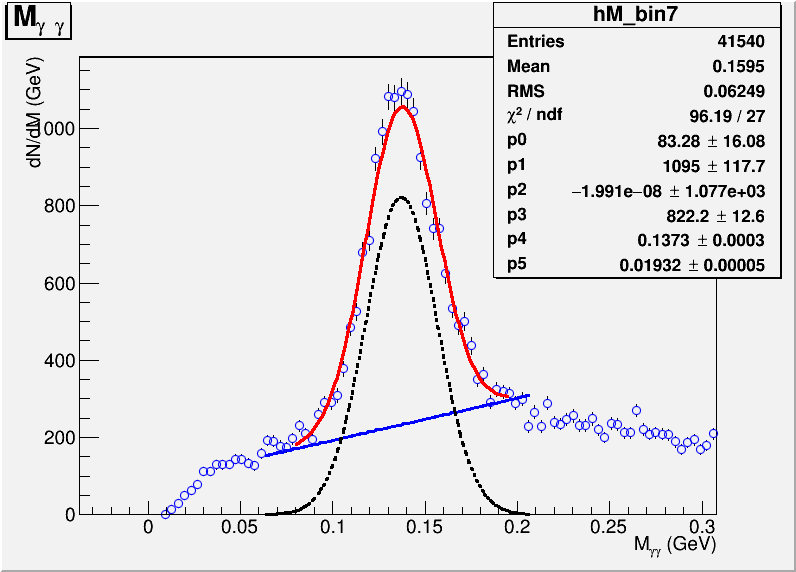 M_γ γ
hM_bin7
Entries 41540
Mean 0.1595
RMS 0.06249
χ² / ndf 96.19 / 27
p0 83.28 ± 16.08
p1 1095 ± 117.7
p2 −1.991e−08 ± 1.077e+03
p3 822.2 ± 12.6
p4 0.1373 ± 0.0003
p5 0.01932 ± 0.00005
dN/dM (GeV)
1000
800
600
400
200
0
0 0.05 0.1 0.15 0.2 0.25 0.3
M_γγ (GeV)